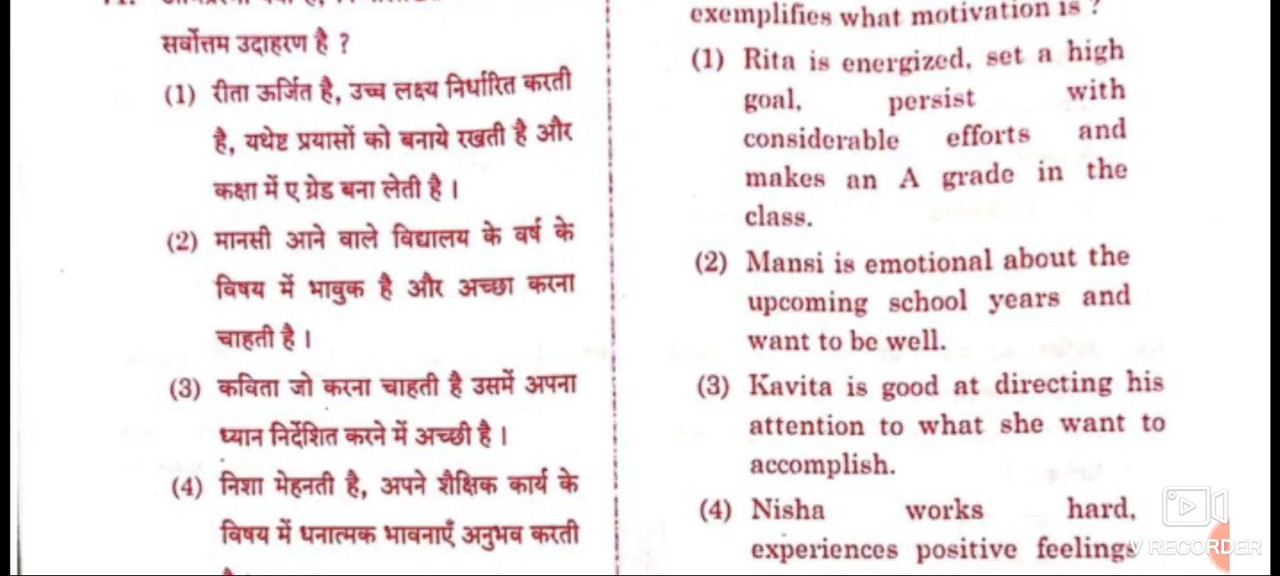 सर्वोत्तम उदाहरण है ?
(1) रीता ऊर्जित है, उच्च लक्ष्य निर्धारित करती
है, यथेष्ट प्रयासों को बनाये रखती है और
कक्षा में ए ग्रेड बना लेती है ।
(2) मानसी आने वाले विद्यालय के वर्ष के
विषय में भावुक है और अच्छा करना
चाहती है ।
(3) कविता जो करना चाहती है उसमें अपना
ध्यान निर्देशित करने में अच्छी है ।
(4) निशा मेहनती है, अपने शैक्षिक कार्य के
विषय में धनात्मक भावनाएँ अनुभव करती
exemplifies what motivation is ?
(1) Rita is energized, set a high
goal, persist with
considerable efforts and
makes an A grade in the
class.
(2) Mansi is emotional about the
upcoming school years and
want to be well.
(3) Kavita is good at directing his
attention to what she want to
accomplish.
(4) Nisha works hard,
experiences positive feelings
V RECORDER